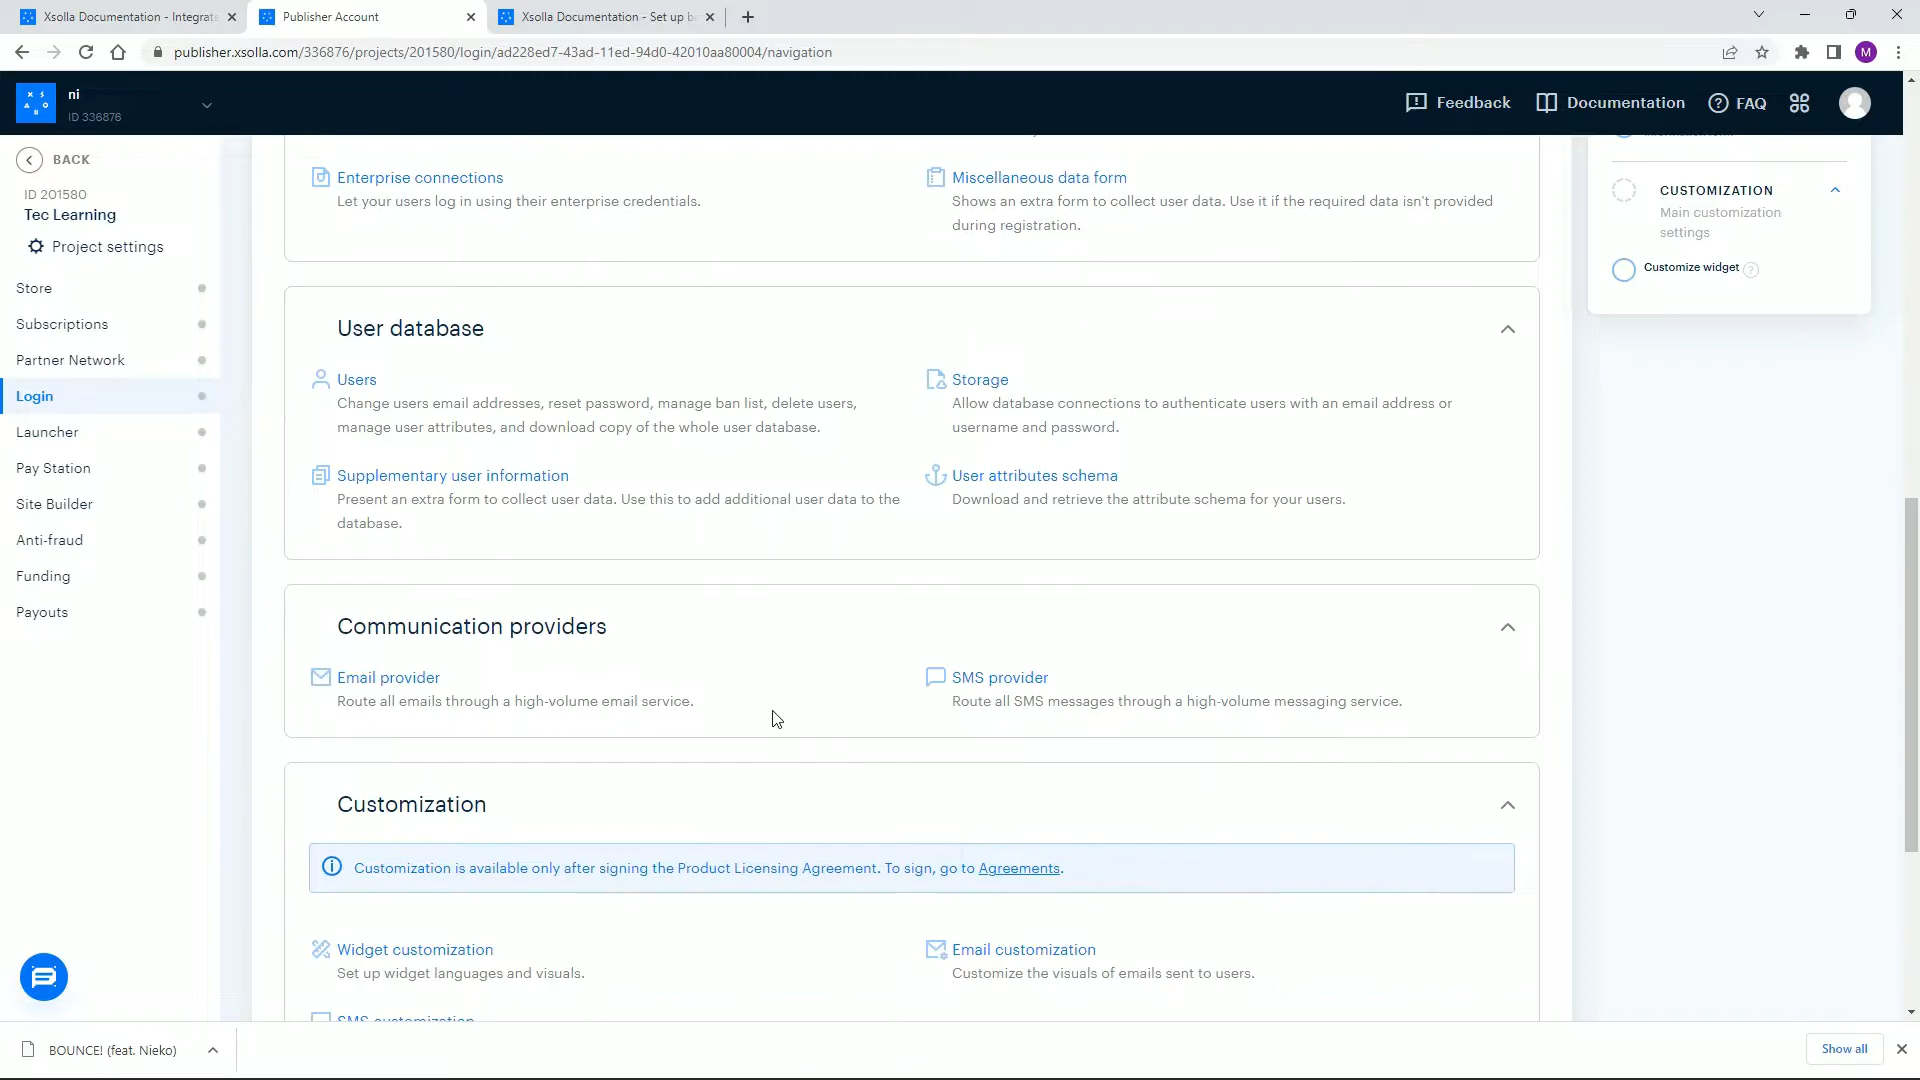 Xsolla Documentation - Integrate
Publisher Account
Xsolla Documentation - Set up b
publisher.xsolla.com/336876/projects/201580/login/ad228ed7-43ad-11ed-94d0-42010aa80004/navigation
M
ni
ID 336876
Feedback
Documentation
FAQ
BACK
ID 201580
Tec Learning
Project settings
Store
Subscriptions
Partner Network
Login
Launcher
Pay Station
Site Builder
Anti-fraud
Funding
Payouts
Enterprise connections
Let your users log in using their enterprise credentials.
Miscellaneous data form
Shows an extra form to collect user data. Use it if the required data isn't provided
during registration.
User database
Users
Change users email addresses, reset password, manage ban list, delete users,
manage user attributes, and download copy of the whole user database.
Storage
Allow database connections to authenticate users with an email address or
username and password.
Supplementary user information
Present an extra form to collect user data. Use this to add additional user data to the
database.
User attributes schema
Download and retrieve the attribute schema for your users.
Communication providers
Email provider
Route all emails through a high-volume email service.
SMS provider
Route all SMS messages through a high-volume messaging service.
Customization
Customization is available only after signing the Product Licensing Agreement. To sign, go to Agreements.
Widget customization
Set up widget languages and visuals.
Email customization
Customize the visuals of emails sent to users.
SMS customization
CUSTOMIZATION
Main customization
settings
Customize widget
BOUNCE! (feat. Nieko)
Show all